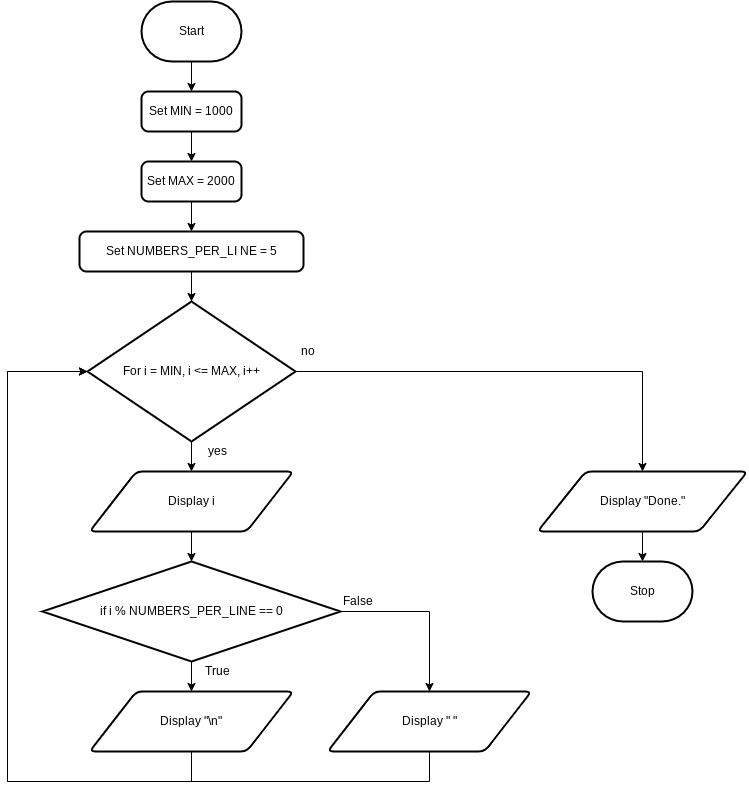 Start
Set MIN = 1000
Set MAX = 2000
Set NUMBERS_PER_LI NE = 5
For i = MIN, i <= MAX, i++
no
yes
Display i
Display "Done."
if i % NUMBERS_PER_LINE == 0
False
Stop
True
Display "\n"
Display " "